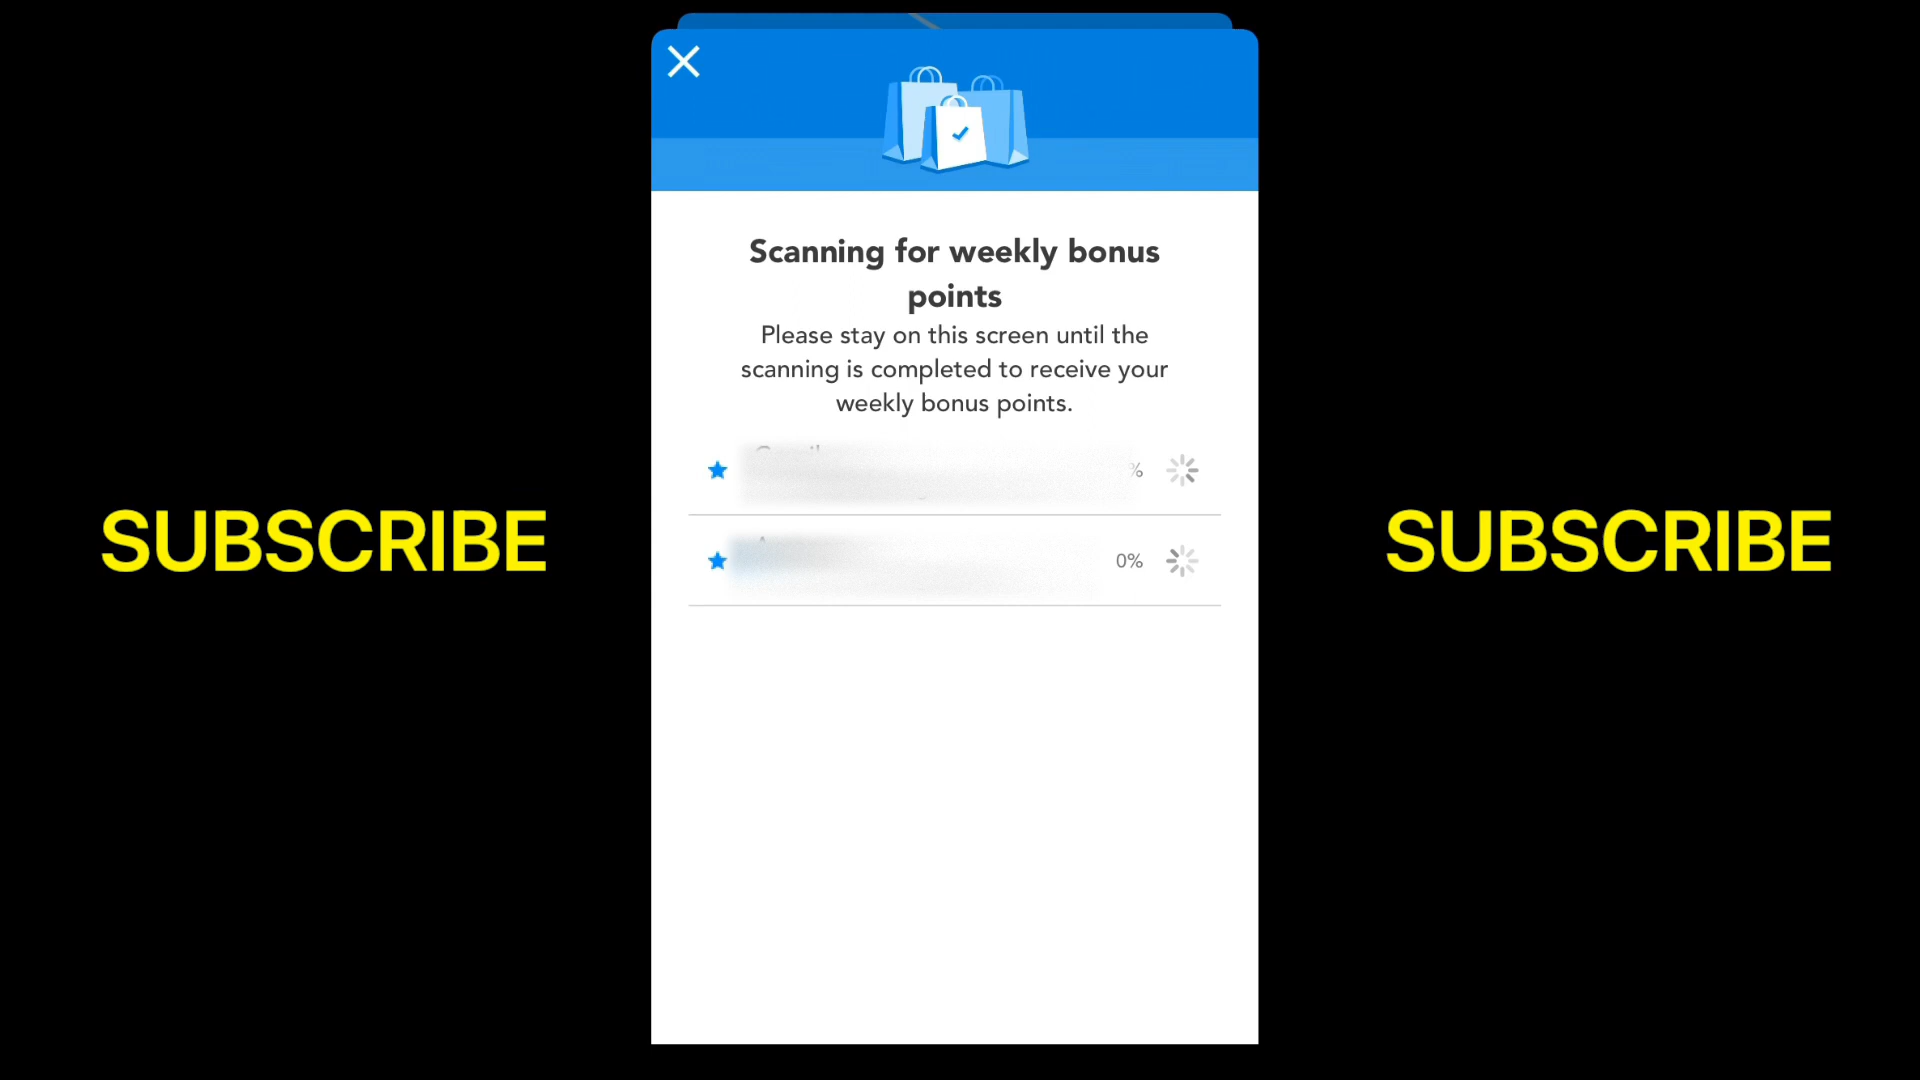 Scanning for weekly bonus
points
Please stay on this screen until the
scanning is completed to receive your
weekly bonus points.
%
SUBSCRIBE
SUBSCRIBE
0%